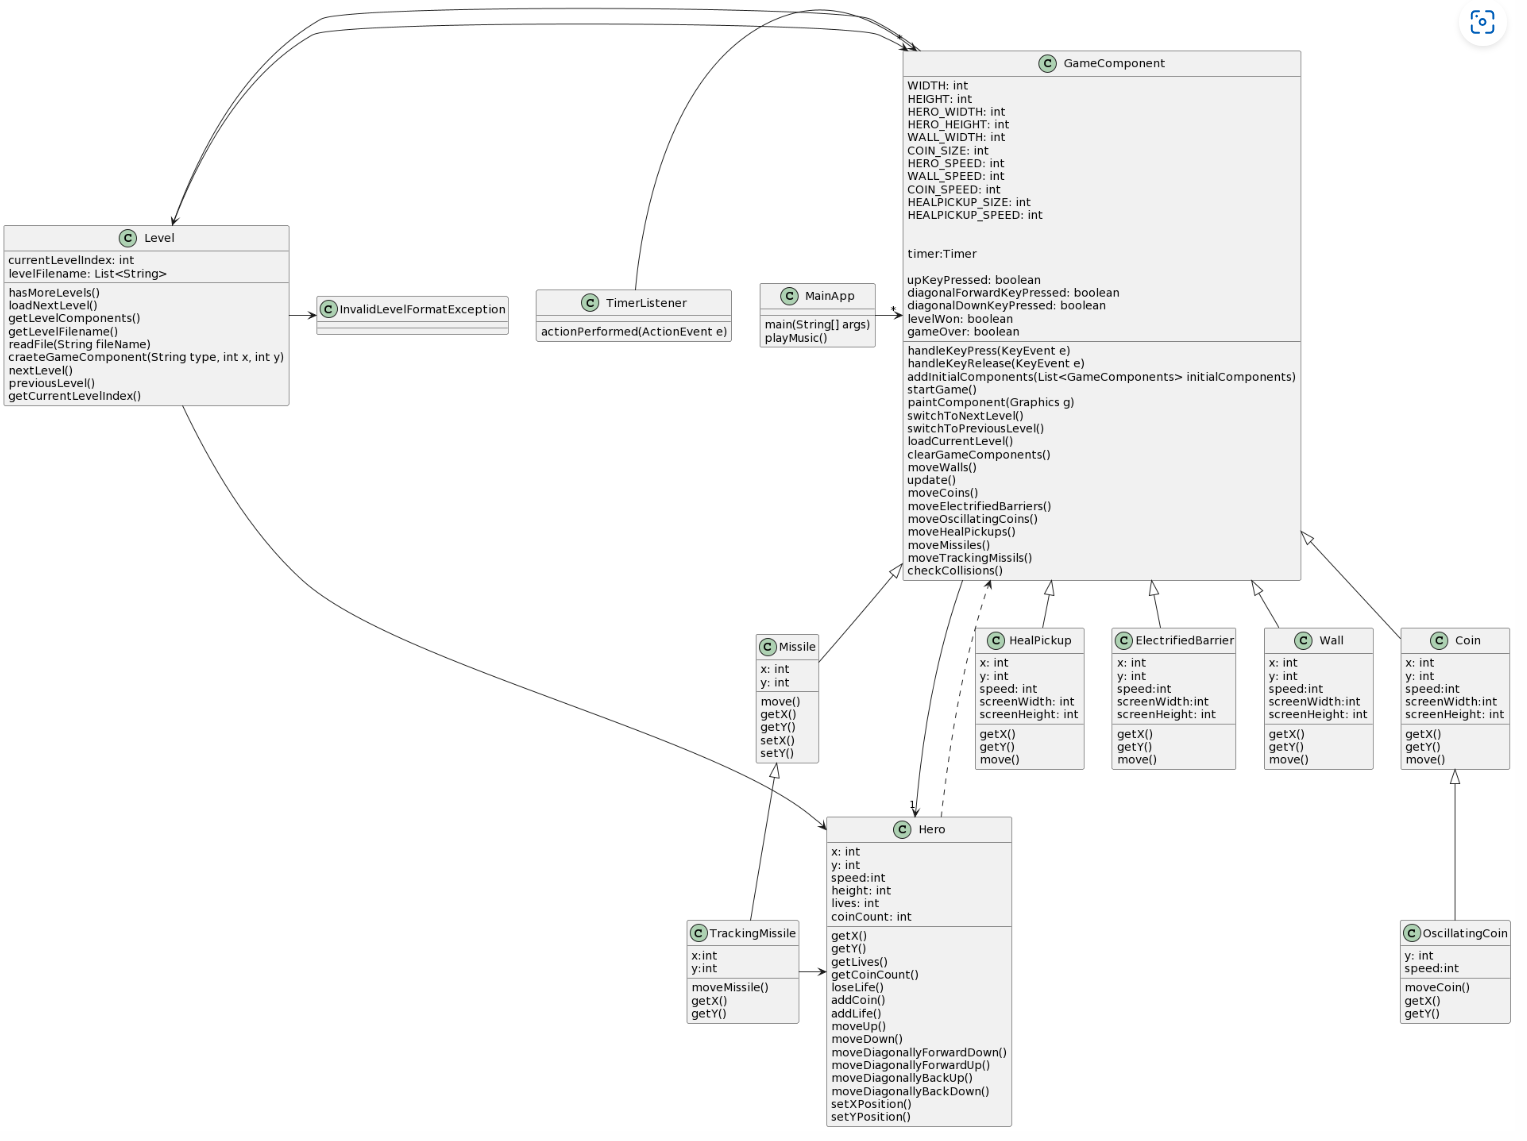 *
C GameComponent
WIDTH: int
HEIGHT: int
HERO_WIDTH: int
HERO_HEIGHT: int
WALL_WIDTH: int
COIN_SIZE: int
HERO_SPEED: int
WALL_SPEED: int
COIN_SPEED: int
HEALPICKUP_SIZE: int
HEALPICKUP_SPEED: int
timer:Timer
upKeyPressed: boolean
diagonalForwardKeyPressed: boolean
diagonalDownKeyPressed: boolean
levelWon: boolean
gameOver: boolean
handleKeyPress(KeyEvent e)
handleKeyRelease(KeyEvent e)
addInitialComponents(List<GameComponents> initialComponents)
startGame()
paintComponent(Graphics g)
switchToNextLevel()
switchToPreviousLevel()
loadCurrentLevel()
clearGameComponents()
moveWalls()
update()
moveCoins()
moveElectrifiedBarriers()
moveOscillatingCoins()
moveHealPickups()
moveMissiles()
moveTrackingMissils()
checkCollisions()
C Level
currentLevelIndex: int
levelFilename: List<String>
hasMoreLevels()
loadNextLevel()
getLevelComponents()
getLevelFilename()
readFile(String fileName)
craeteGameComponent(String type, int x, int y)
nextLevel()
previousLevel()
getCurrentLevelIndex()
C InvalidLevelFormatException
C TimerListener
actionPerformed(ActionEvent e)
C MainApp
main(String[] args)
playMusic()
*
C Missile
x: int
y: int
move()
getX()
getY()
setX()
setY()
C HealPickup
x: int
y: int
speed: int
screenWidth: int
screenHeight: int
getX()
getY()
move()
C ElectrifiedBarrier
x: int
y: int
speed:int
screenWidth:int
screenHeight: int
getX()
getY()
move()
C Wall
x: int
y: int
speed:int
screenWidth:int
screenHeight: int
getX()
getY()
move()
C Coin
x: int
y: int
speed:int
screenWidth:int
screenHeight: int
getX()
getY()
move()
1
C Hero
x: int
y: int
speed:int
height: int
lives: int
coinCount: int
getX()
getY()
getLives()
getCoinCount()
loseLife()
addCoin()
addLife()
moveUp()
moveDown()
moveDiagonallyForwardDown()
moveDiagonallyForwardUp()
moveDiagonallyBackUp()
moveDiagonallyBackDown()
setXPosition()
setYPosition()
C TrackingMissile
x:int
y:int
moveMissile()
getX()
getY()
C OscillatingCoin
y: int
speed:int
moveCoin()
getX()
getY()